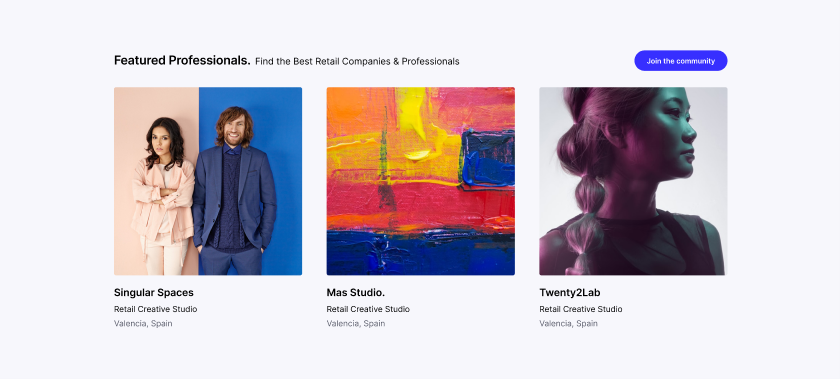 Featured Professionals. Find the Best Retail Companies & Professionals
Join the community
Singular Spaces
Retail Creative Studio
Valencia, Spain
Mas Studio.
Retail Creative Studio
Valencia, Spain
Twenty2Lab
Retail Creative Studio
Valencia, Spain